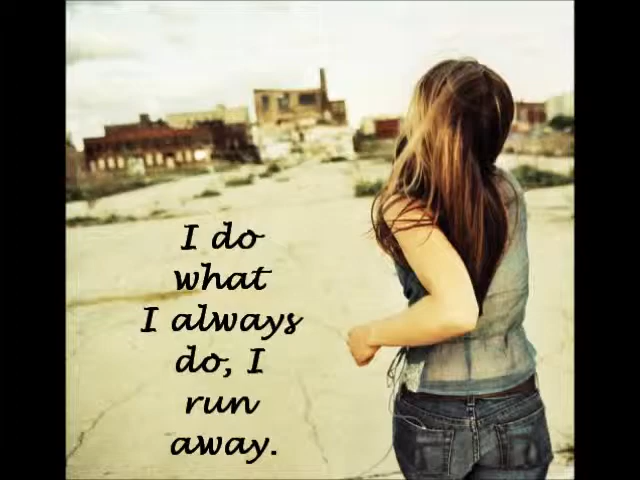 I do
what
I always
do, I
run
away.